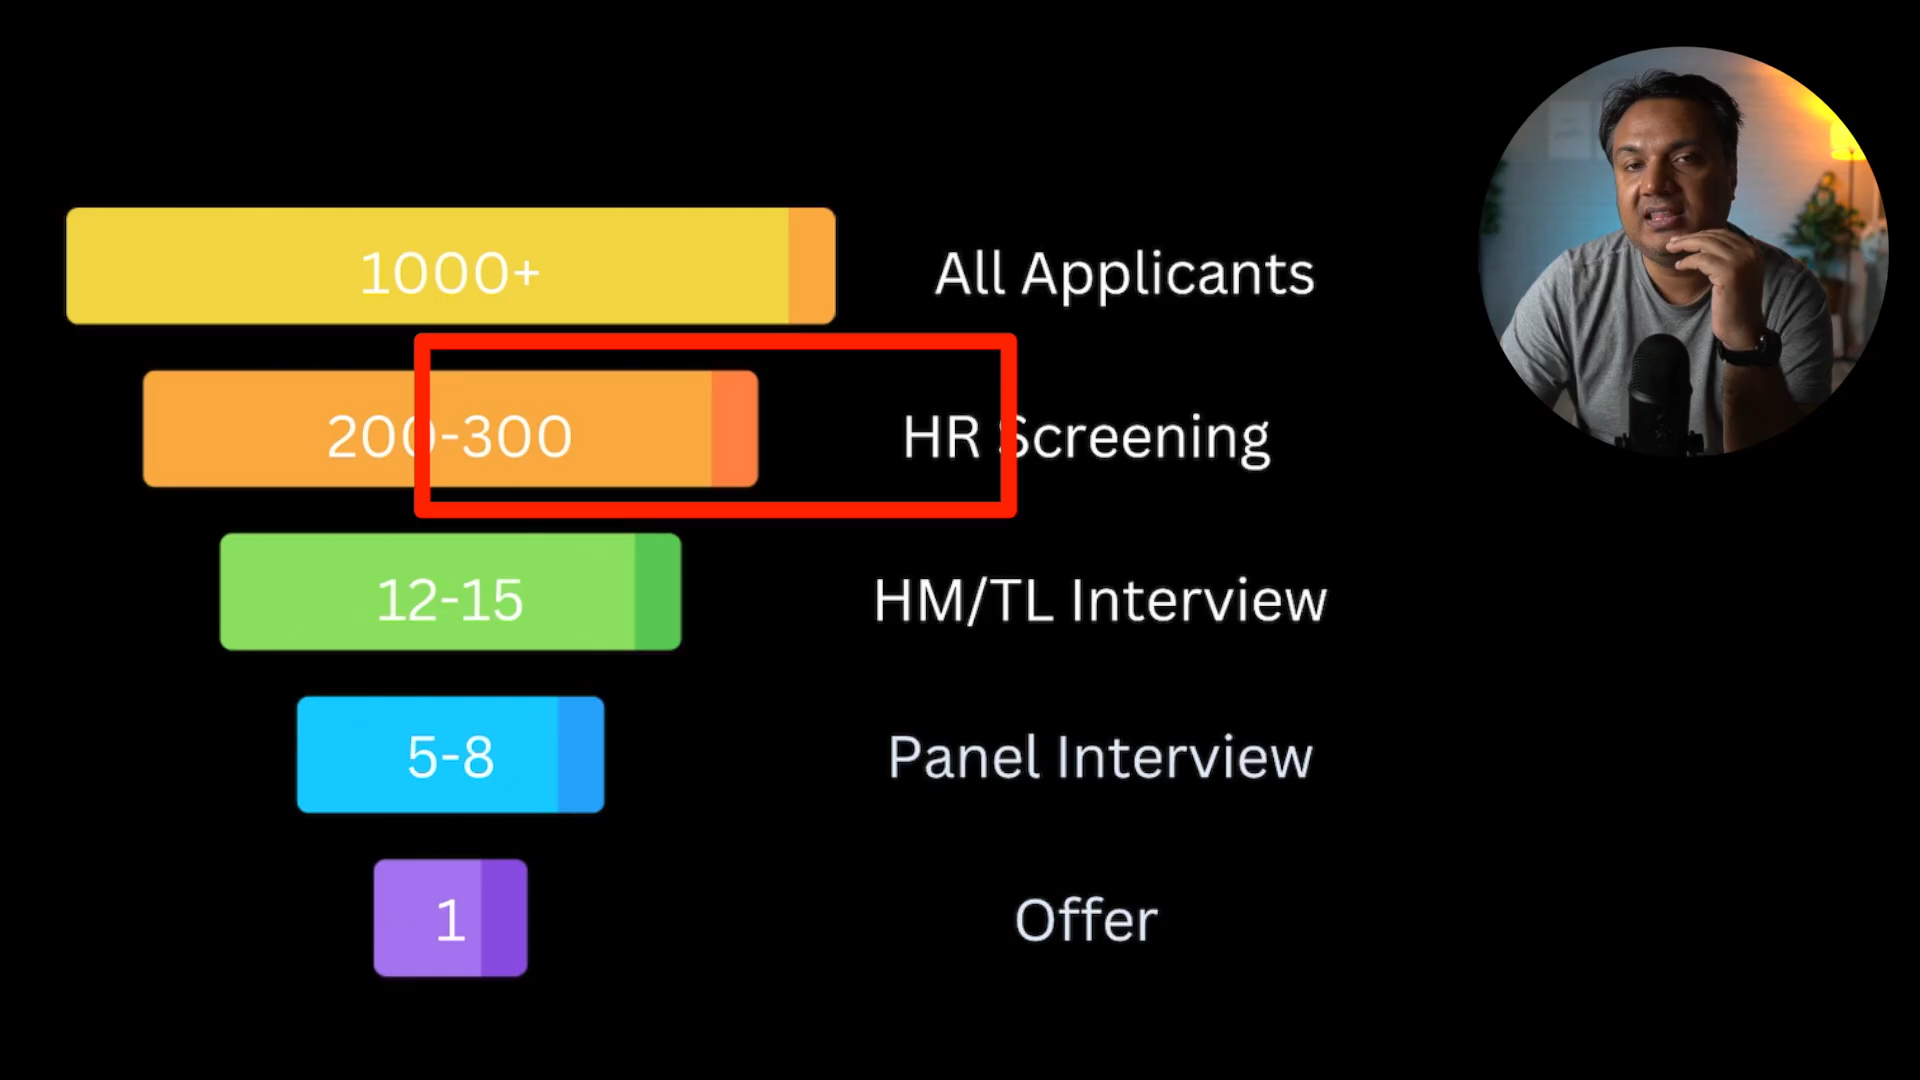 1000+ All Applicants
200-300 HR Screening
12-15 HM/TL Interview
5-8 Panel Interview
1 Offer